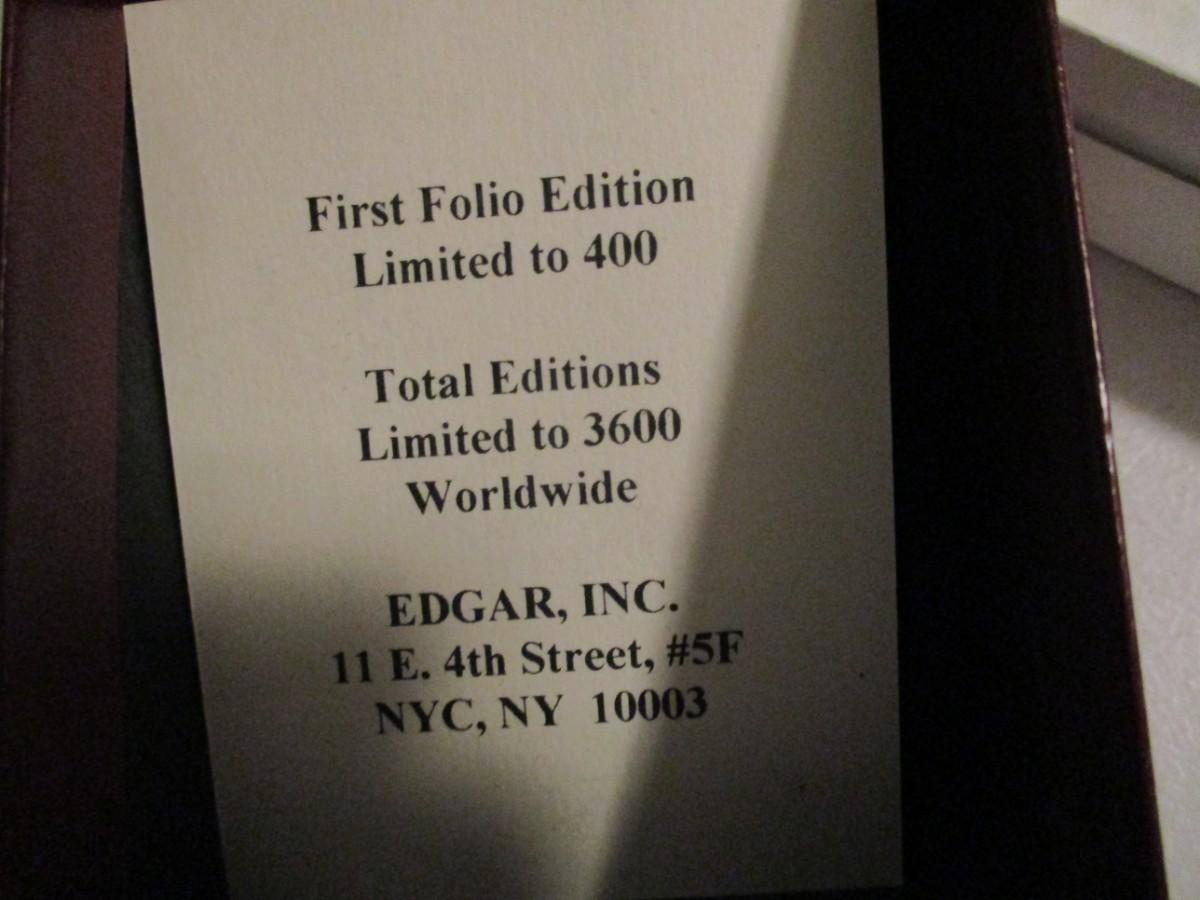 First Folio Edition
Limited to 400
Total Editions
Limited to 3600
Worldwide
EDGAR, INC.
11 E. 4th Street, #5F
NYC, NY 10003